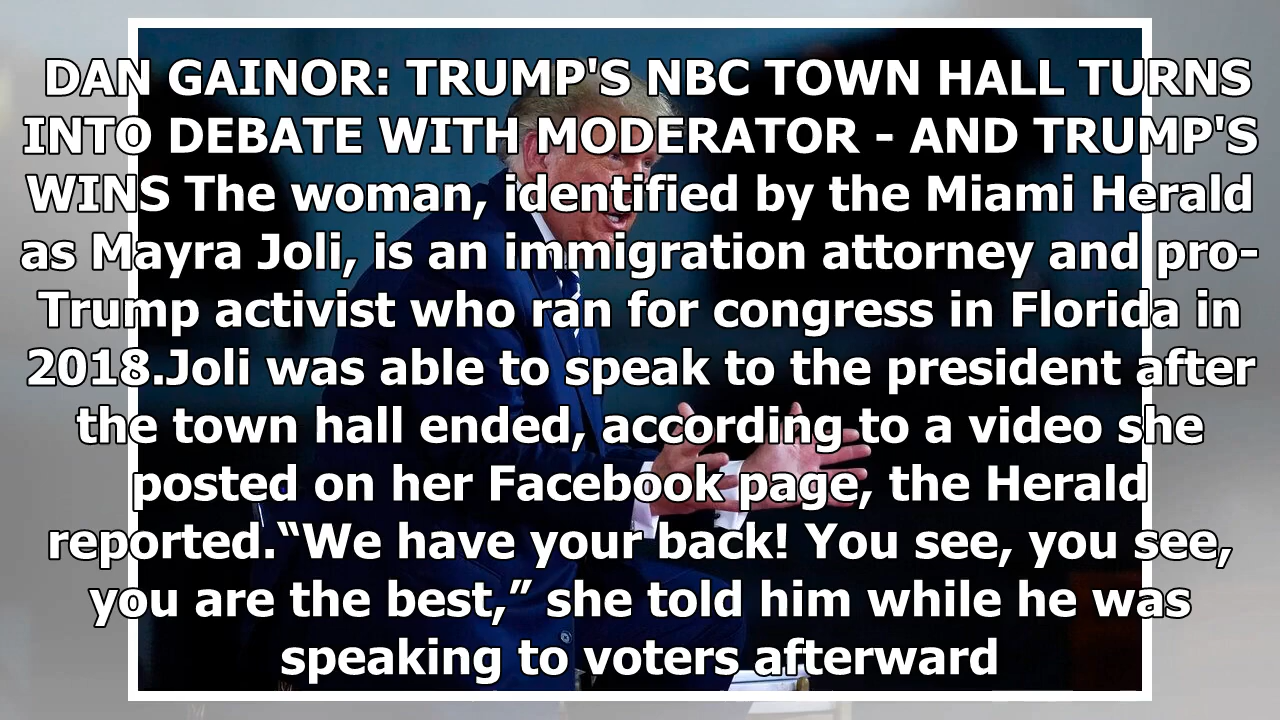 DAN GAINOR: TRUMP'S NBC TOWN HALL TURNS
INTO DEBATE WITH MODERATOR - AND TRUMP'S
WINS The woman, identified by the Miami Herald
as Mayra Joli, is an immigration attorney and pro-
Trump activist who ran for congress in Florida in
2018.Joli was able to speak to the president after
the town hall ended, according to a video she
posted on her Facebook page, the Herald
reported.“We have your back! You see, you see,
you are the best,” she told him while he was
speaking to voters afterward